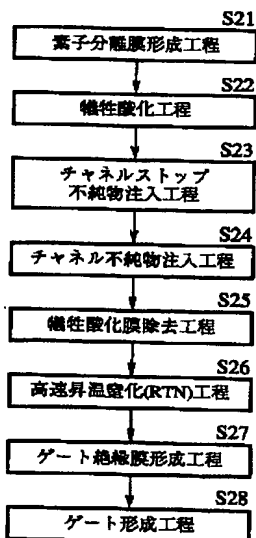 S21
素子分離膜形成工程
S22
犠牲酸化工程
S23
チャネルストップ
不純物注入工程
S24
チャネル不純物注入工程
S25
犠牲酸化膜除去工程
S26
高速昇温窒化(RTN)工程
S27
ゲート絶縁膜形成工程
S28
ゲート形成工程